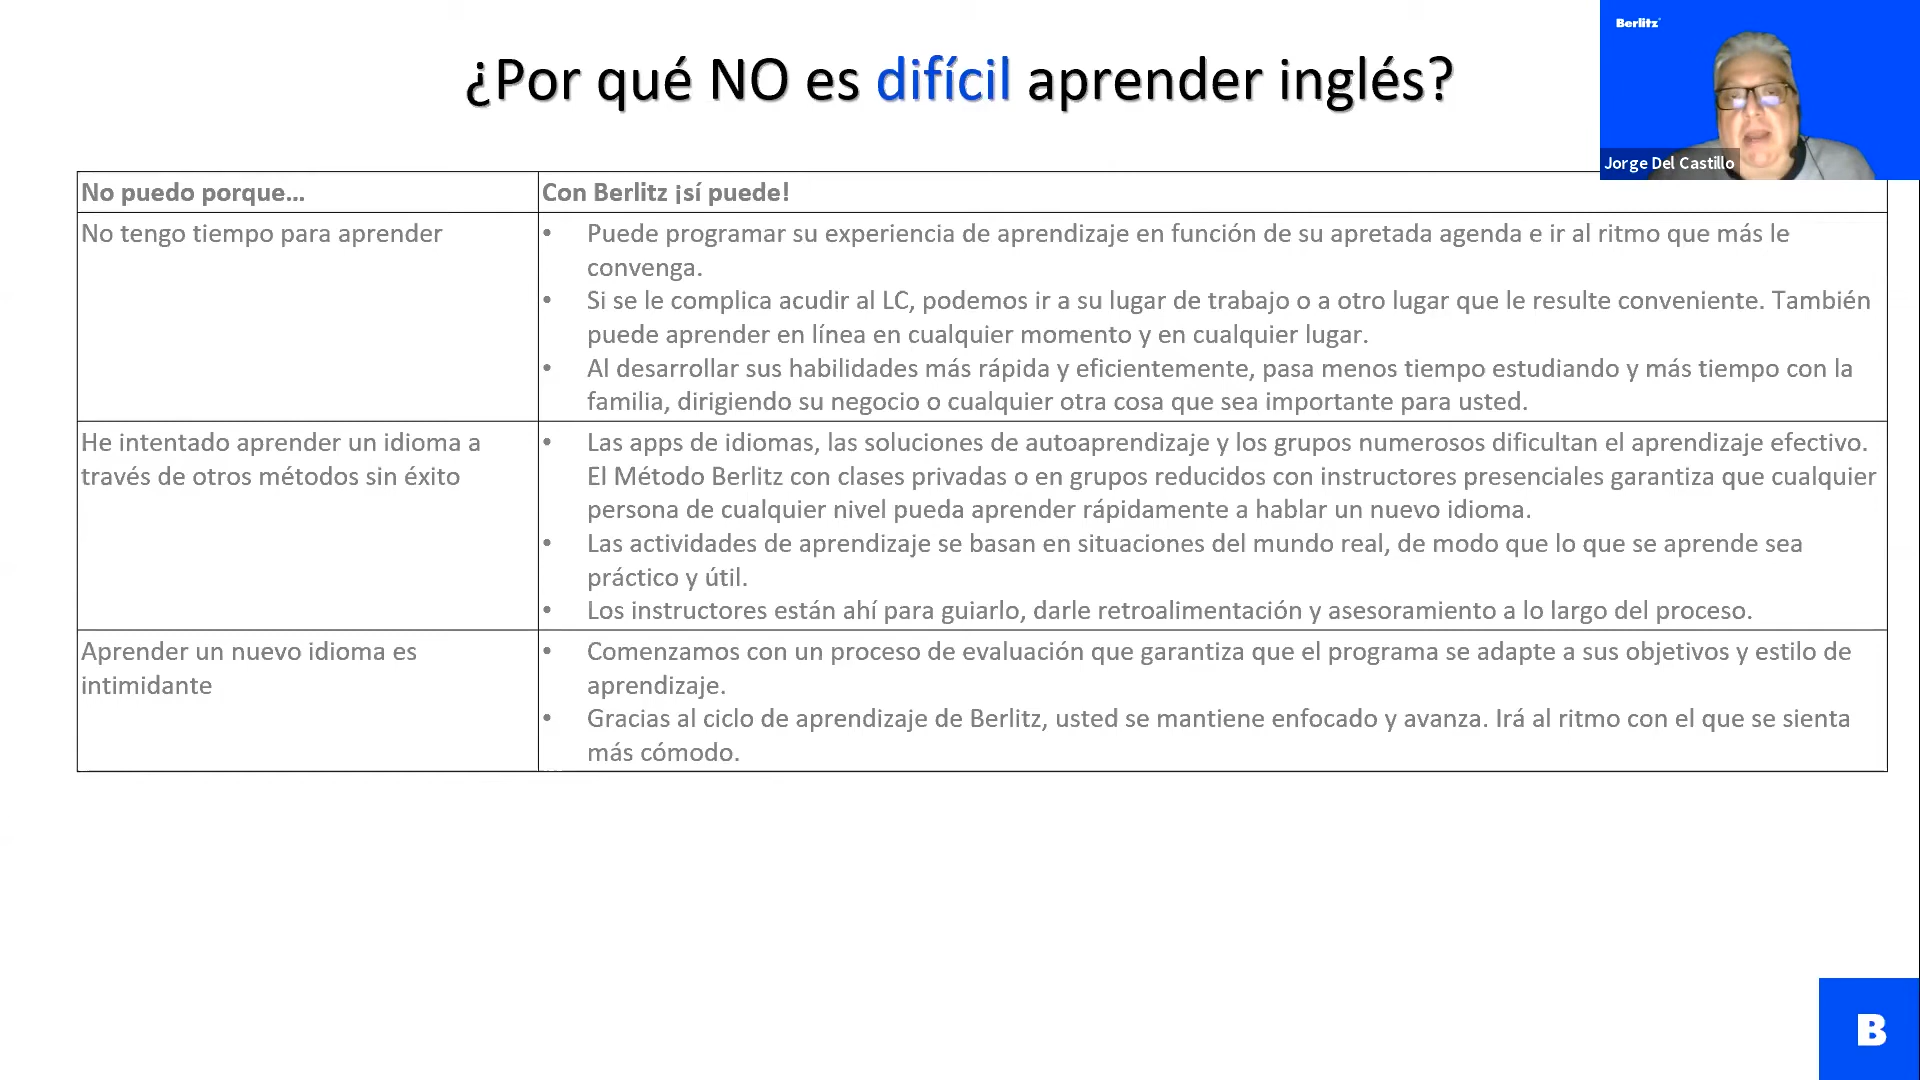 Berlitz
¿Por qué NO es difícil aprender inglés?
Jorge Del Castillo
No puedo porque...
Con Berlitz ¡sí puede!
No tengo tiempo para aprender
• Puede programar su experiencia de aprendizaje en función de su apretada agenda e ir al ritmo que más le
convenga.
• Si se le complica acudir al LC, podemos ir a su lugar de trabajo o a otro lugar que le resulte conveniente. También
puede aprender en línea en cualquier momento y en cualquier lugar.
• Al desarrollar sus habilidades más rápida y eficientemente, pasa menos tiempo estudiando y más tiempo con la
familia, dirigiendo su negocio o cualquier otra cosa que sea importante para usted.
He intentado aprender un idioma a
través de otros métodos sin éxito
• Las apps de idiomas, las soluciones de autoaprendizaje y los grupos numerosos dificultan el aprendizaje efectivo.
El Método Berlitz con clases privadas o en grupos reducidos con instructores presenciales garantiza que cualquier
persona de cualquier nivel pueda aprender rápidamente a hablar un nuevo idioma.
• Las actividades de aprendizaje se basan en situaciones del mundo real, de modo que lo que se aprende sea
práctico y útil.
• Los instructores están ahí para guiarlo, darle retroalimentación y asesoramiento a lo largo del proceso.
Aprender un nuevo idioma es
intimidante
• Comenzamos con un proceso de evaluación que garantiza que el programa se adapte a sus objetivos y estilo de
aprendizaje.
• Gracias al ciclo de aprendizaje de Berlitz, usted se mantiene enfocado y avanza. Irá al ritmo con el que se sienta
más cómodo.
B